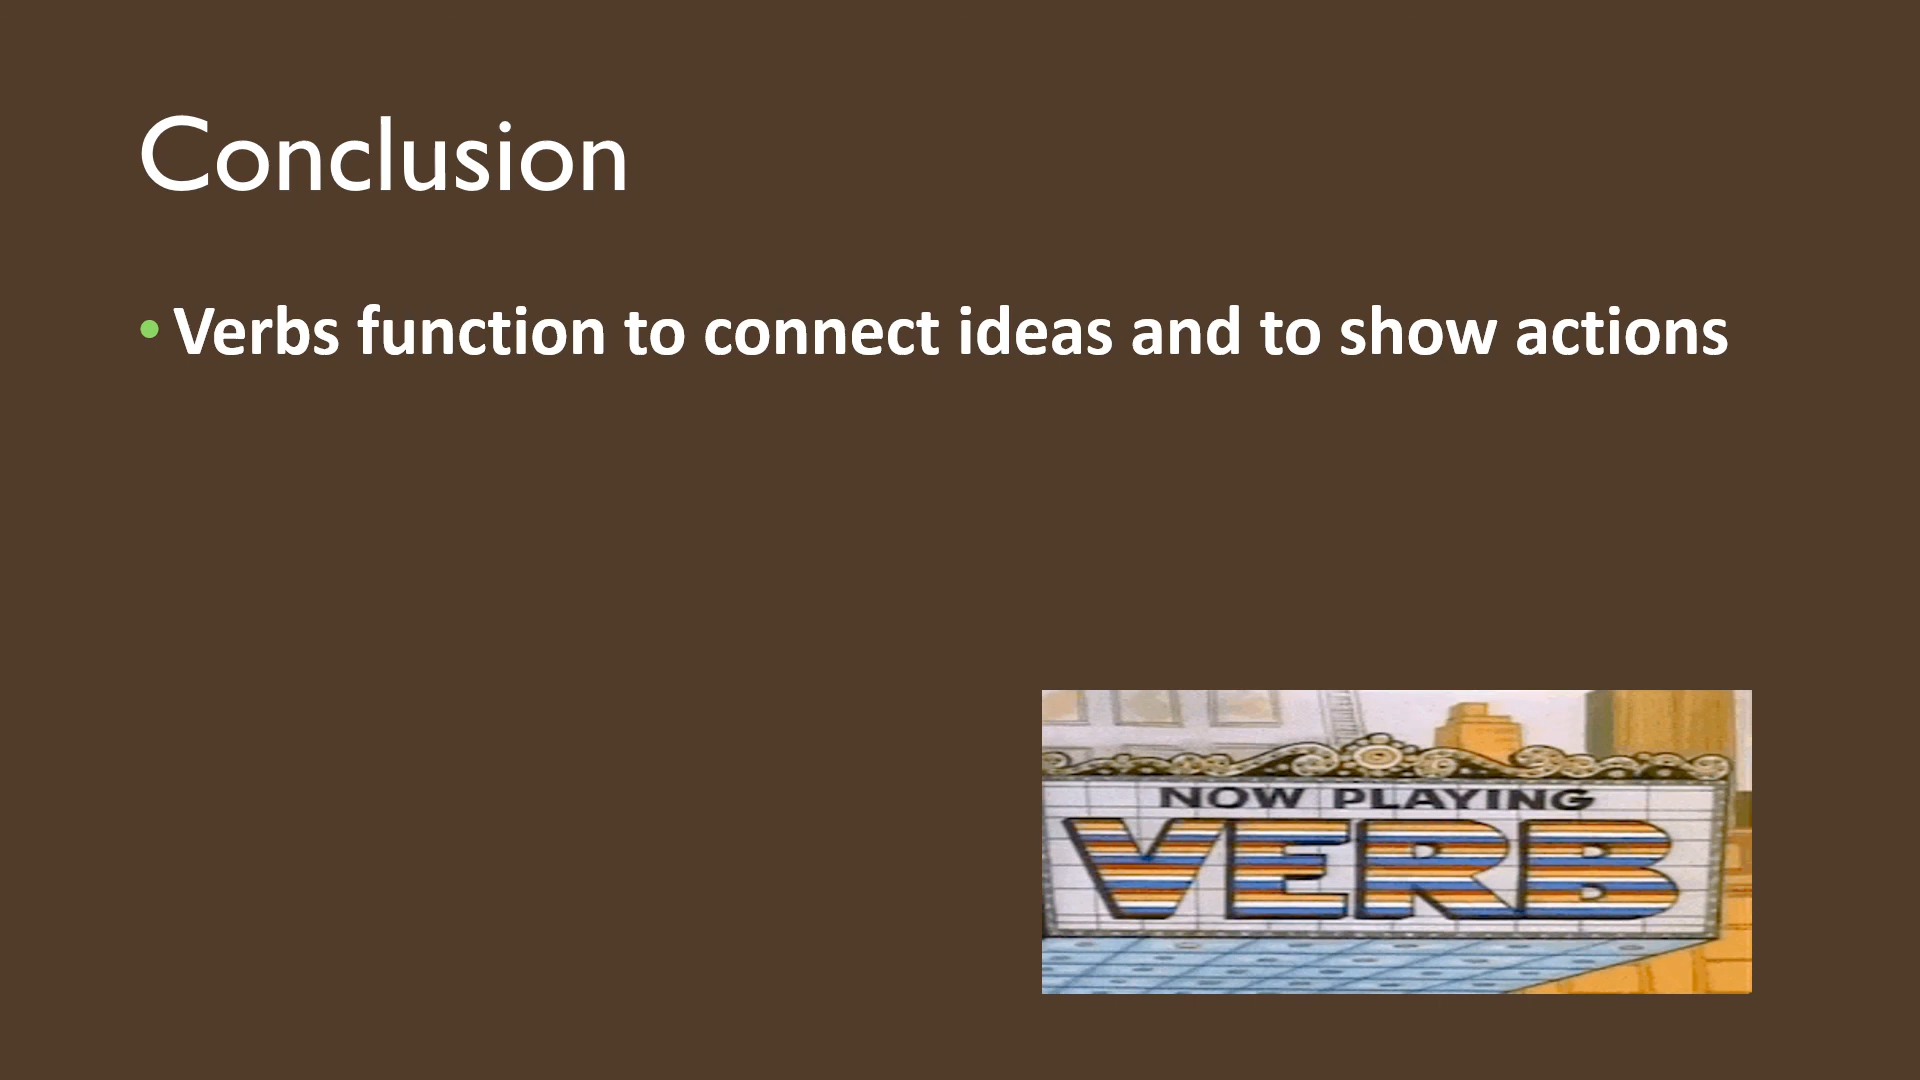 Conclusion
• Verbs function to connect ideas and to show actions
NOW PLAYING
VERB